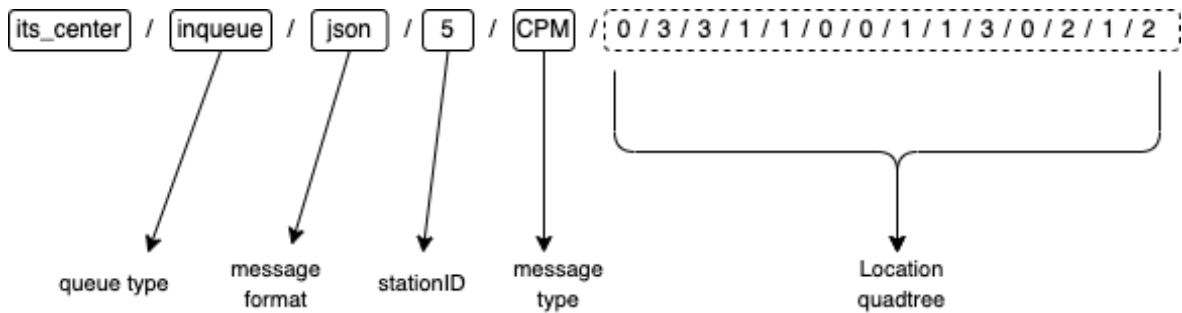 its_center / inqueue / json / 5 / CPM / 0 / 3 / 3 / 1 / 1 / 0 / 0 / 1 / 1 / 3 / 0 / 2 / 1 / 2
queue type
message
format
stationID
message
type
Location
quadtree